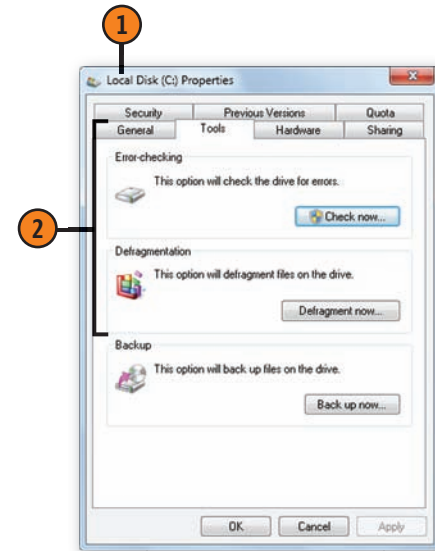 1
Local Disk (C:) Properties
Security Previous Versions Quota
General Tools Hardware Sharing
Error-checking
This option will check the drive for errors.
Check now...
2
Defragmentation
This option will defragment files on the drive.
Defragment now...
Backup
This option will back up files on the drive.
Back up now...
OK Cancel Apply